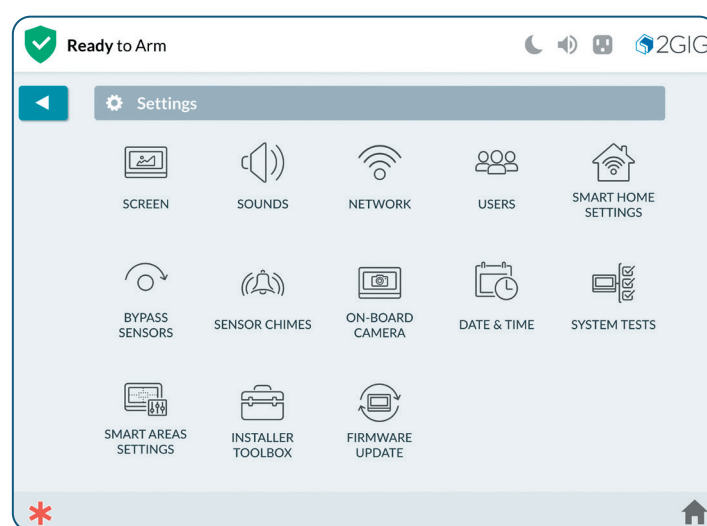 Ready to Arm
2GIG
Settings
SCREEN
SOUNDS
NETWORK
USERS
SMART HOME
SETTINGS
BYPASS
SENSORS
SENSOR CHIMES
ON-BOARD
CAMERA
DATE & TIME
SYSTEM TESTS
SMART AREAS
SETTINGS
INSTALLER
TOOLBOX
FIRMWARE
UPDATE